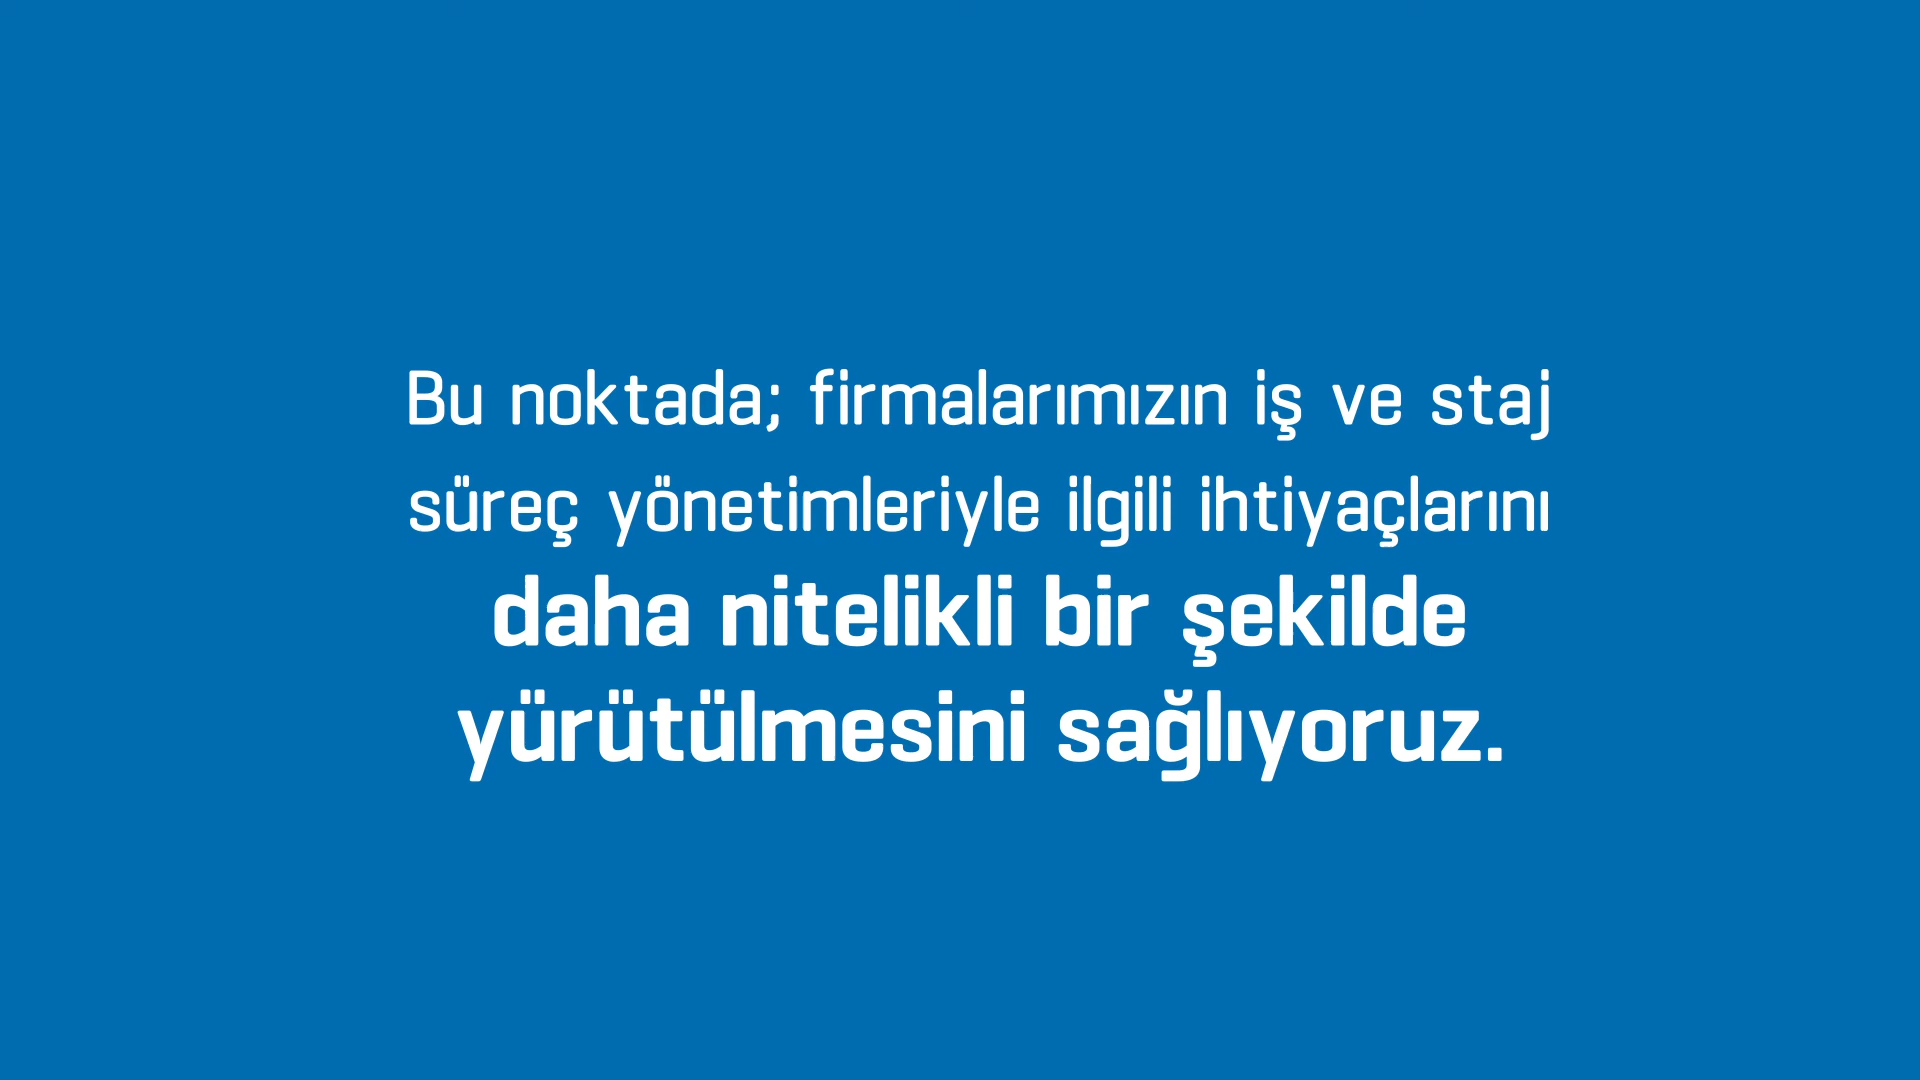 Bu noktada; firmalarımızın iş ve staj
süreç yönetimleriyle ilgili ihtiyaçlarını
daha nitelikli bir şekilde
yürütülmesini sağlıyoruz.